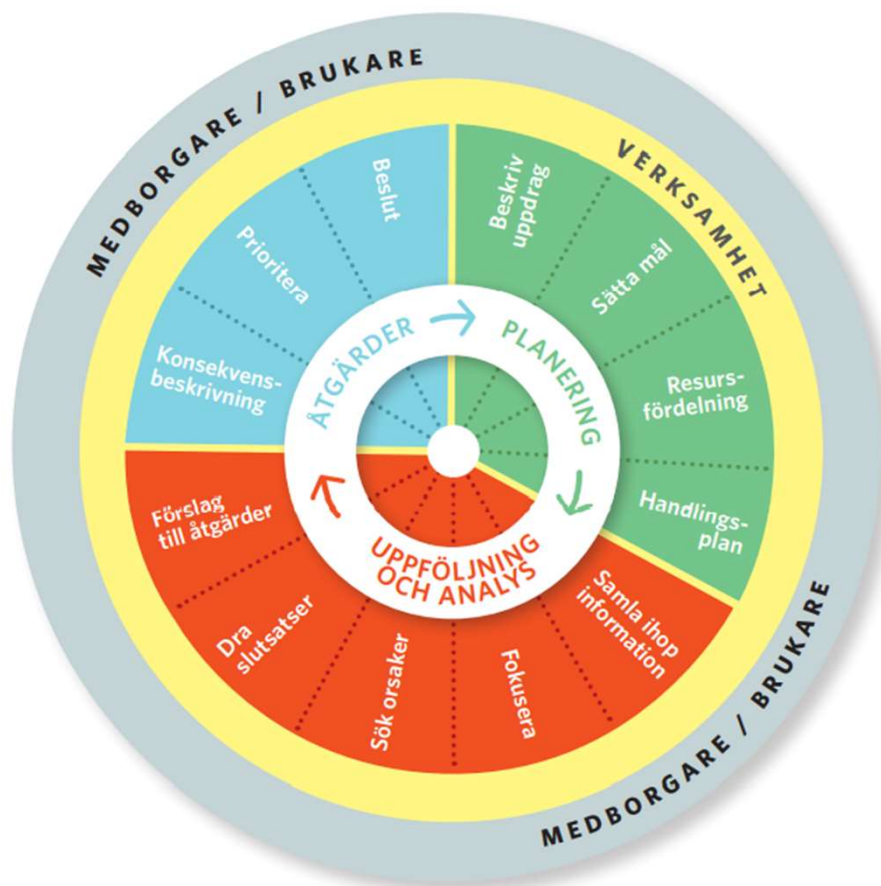 MEDBORGARE / BRUKARE
VERKSAMHET
Beslut
Beskriv
uppdrag
Prioritera
Sätta mål
Konsekvens-
beskrivning
Resurs-
fördelning
ÅTGÄRDER
PLANERING
Handlings-
plan
Förslag
till åtgärder
UPPFÖLJNING
OCH ANALYS
Samla ihop
information
Dra
slutsatser
Sök orsaker
Fokusera
MEDBORGARE / BRUKARE